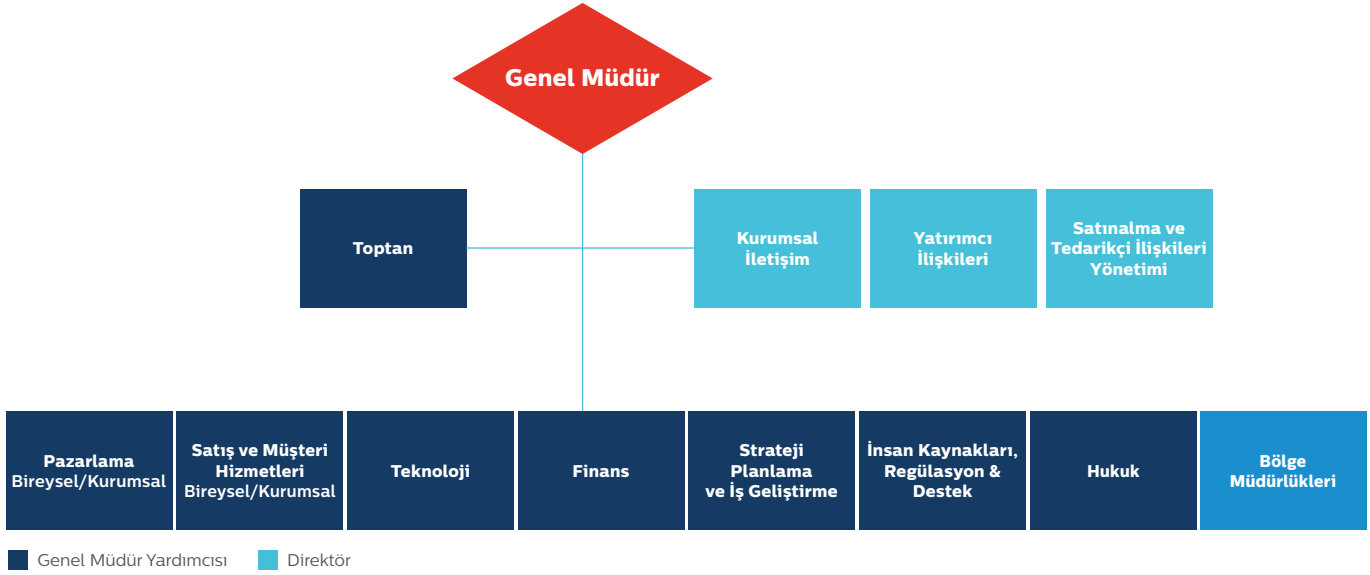 Genel Müdür
Toptan
Kurumsal
İletişim
Yatırımcı
İlişkileri
Satınalma ve
Tedarikçi İlişkileri
Yönetimi
Pazarlama
Bireysel/Kurumsal
Satış ve Müşteri
Hizmetleri
Bireysel/Kurumsal
Teknoloji
Finans
Strateji
Planlama
ve İş Geliştirme
İnsan Kaynakları,
Regülasyon &
Destek
Hukuk
Bölge
Müdürlükleri
Genel Müdür Yardımcısı
Direktör